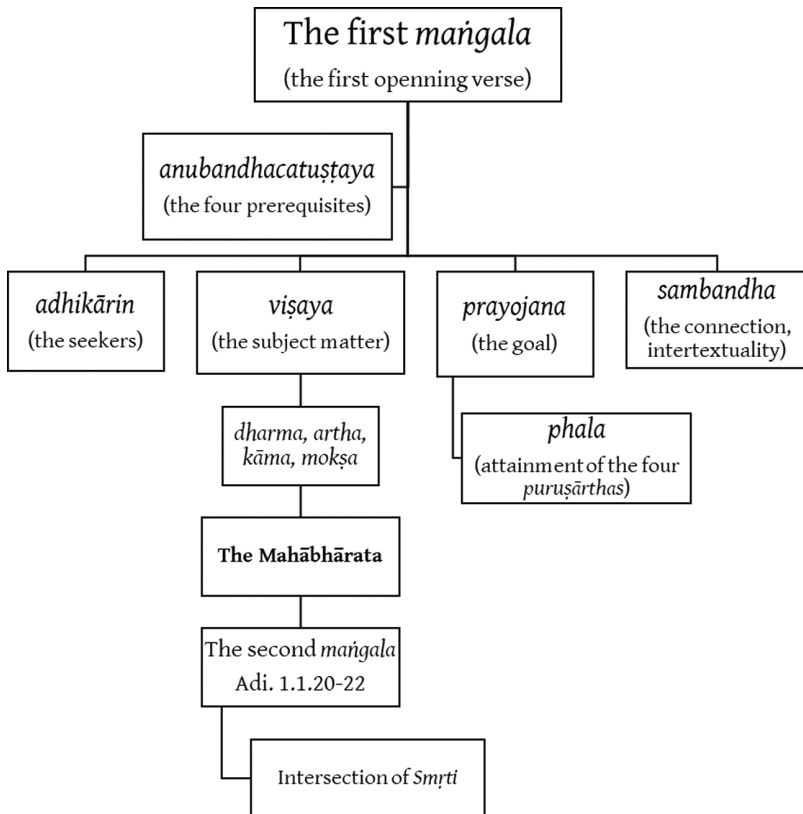 The first maṅgala
(the first openning verse)
anubandhacatuṣṭaya
(the four prerequisites)
adhikārin
(the seekers)
viṣaya
(the subject matter)
prayojana
(the goal)
sambandha
(the connection,
intertextuality)
dharma, artha,
kāma, mokṣa
phala
(attainment of the four
puruṣārthas)
The Mahābhārata
The second maṅgala
Adi. 1.1.20-22
Intersection of Smṛti